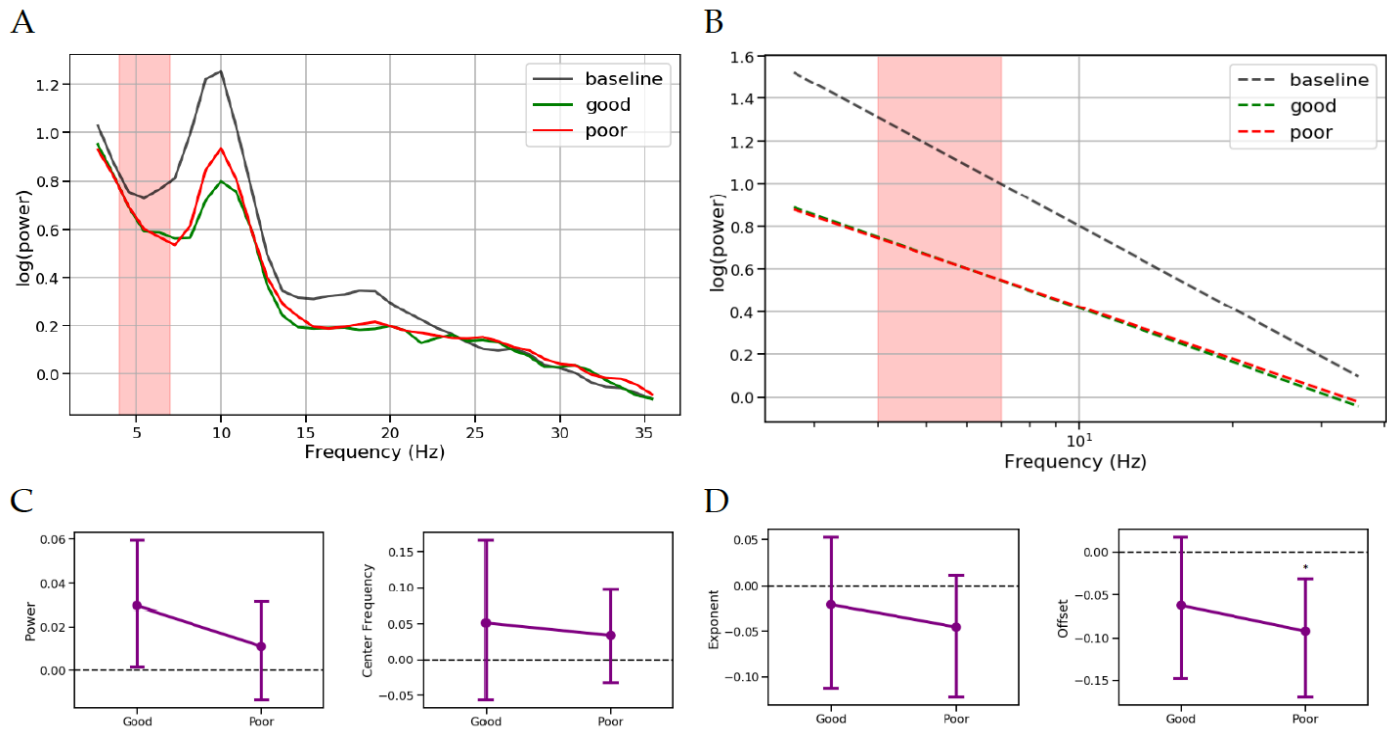 A
B
log(power)
1.2
1.0
0.8
0.6
0.4
0.2
0.0
baseline
good
poor
5
10
15
20
25
30
35
Frequency (Hz)
log(power)
1.6
1.4
1.2
1.0
0.8
0.6
0.4
0.2
0.0
baseline
good
poor
10¹
Frequency (Hz)
C
D
Power
0.06
0.04
0.02
0.00
Good
Poor
Center Frequency
0.15
0.10
0.05
0.00
−0.05
Good
Poor
Exponent
0.05
0.00
−0.05
−0.10
Good
Poor
Offset
0.00
−0.05
−0.10
−0.15
*
Good
Poor